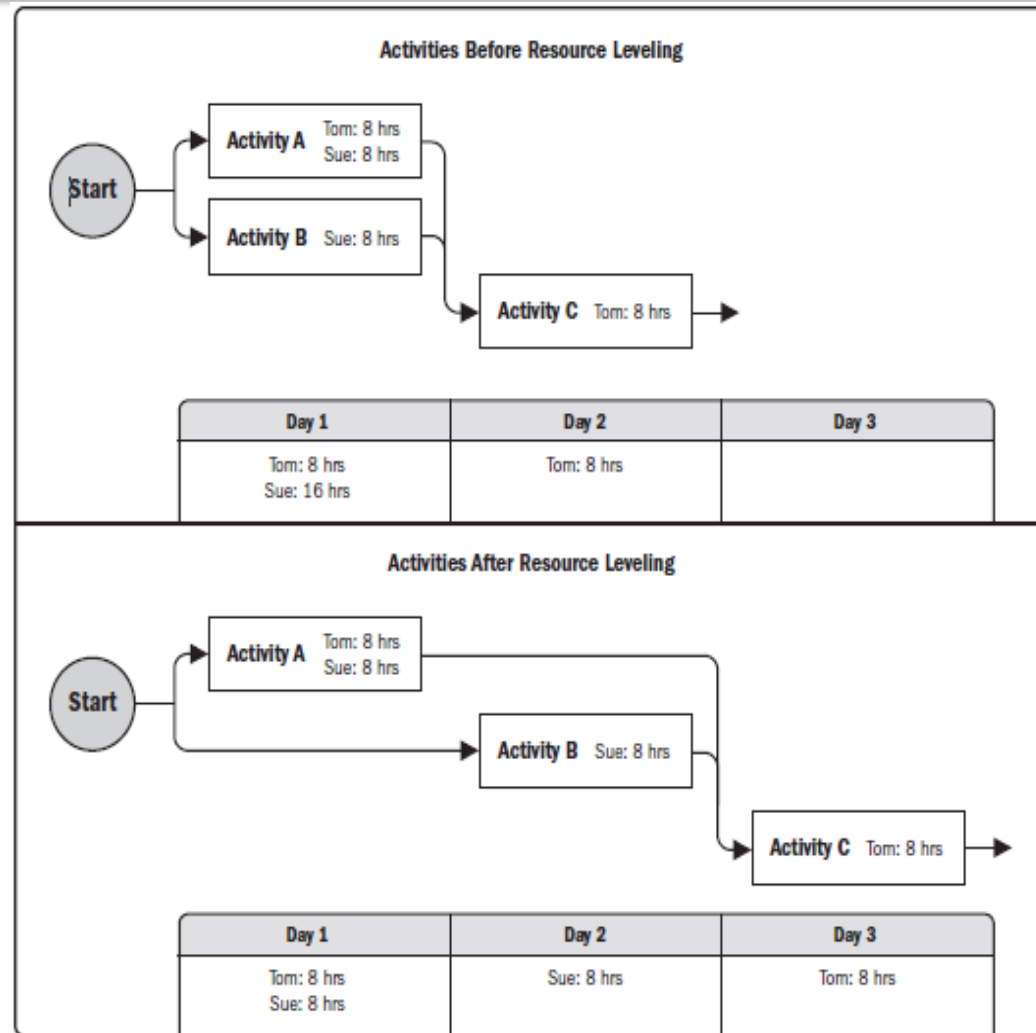 Activities Before Resource Leveling
Start
Activity A
Tom: 8 hrs
Sue: 8 hrs
Activity B Sue: 8 hrs
Activity C Tom: 8 hrs
Day 1 Day 2 Day 3
Tom: 8 hrs Tom: 8 hrs
Sue: 16 hrs
Activities After Resource Leveling
Start
Activity A
Tom: 8 hrs
Sue: 8 hrs
Activity B Sue: 8 hrs
Activity C Tom: 8 hrs
Day 1 Day 2 Day 3
Tom: 8 hrs Sue: 8 hrs Tom: 8 hrs
Sue: 8 hrs